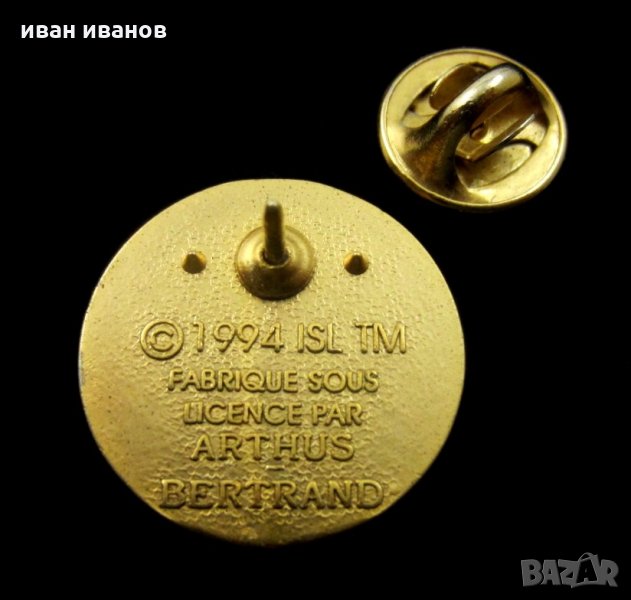 иван иванов
© 1994 ISL TM
FABRIQUE SOUS
LICENCE PAR
ARTHUS
BERTRAND
BAZAR